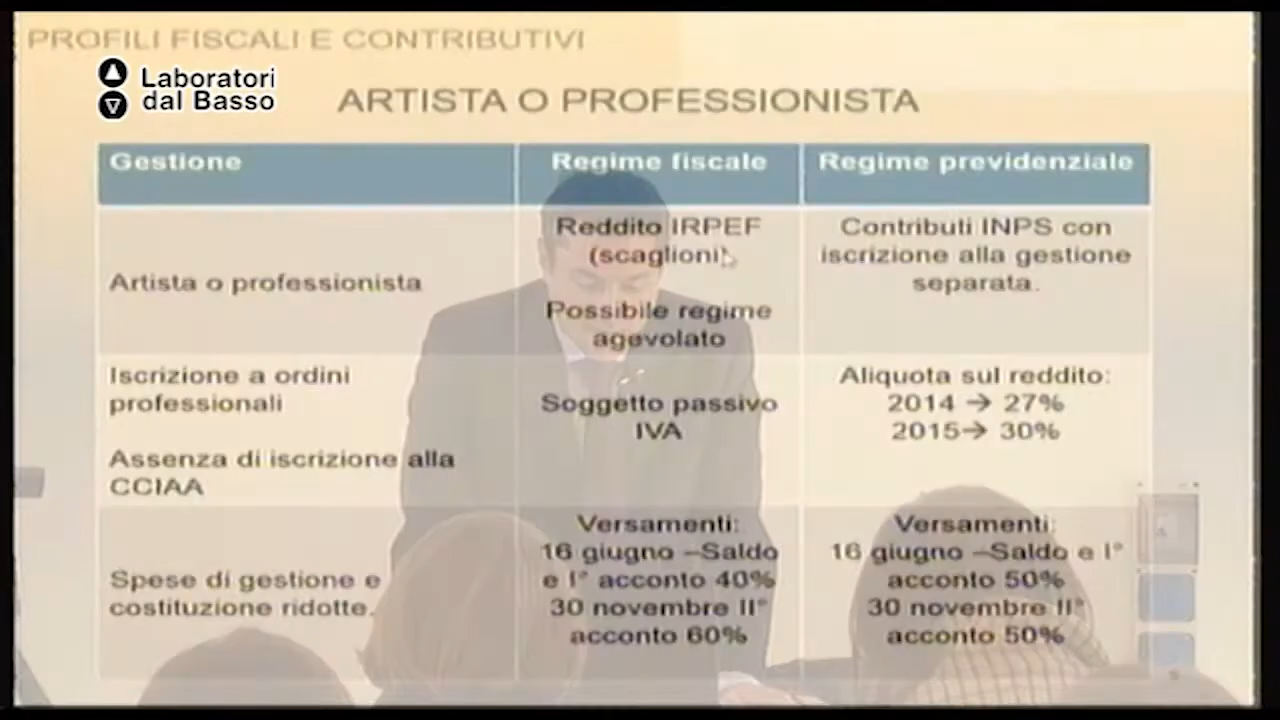 PROFILI FISCALI E CONTRIBUTIVI
Laboratori
dal Basso
ARTISTA O PROFESSIONISTA
Gestione
Regime fiscale
Regime previdenziale
Artista o professionista
Reddito IRPEF
(scaglioni)
Possibile regime
agevolato
Contributi INPS con
iscrizione alla gestione
separata.
Iscrizione a ordini
professionali
Assenza di iscrizione alla
CCIAA
Soggetto passivo
IVA
Aliquota sul reddito:
2014 → 27%
2015→ 30%
Spese di gestione e
costituzione ridotte.
Versamenti:
16 giugno –Saldo
e I° acconto 40%
30 novembre II°
acconto 60%
Versamenti:
16 giugno –Saldo e I°
acconto 50%
30 novembre II°
acconto 50%